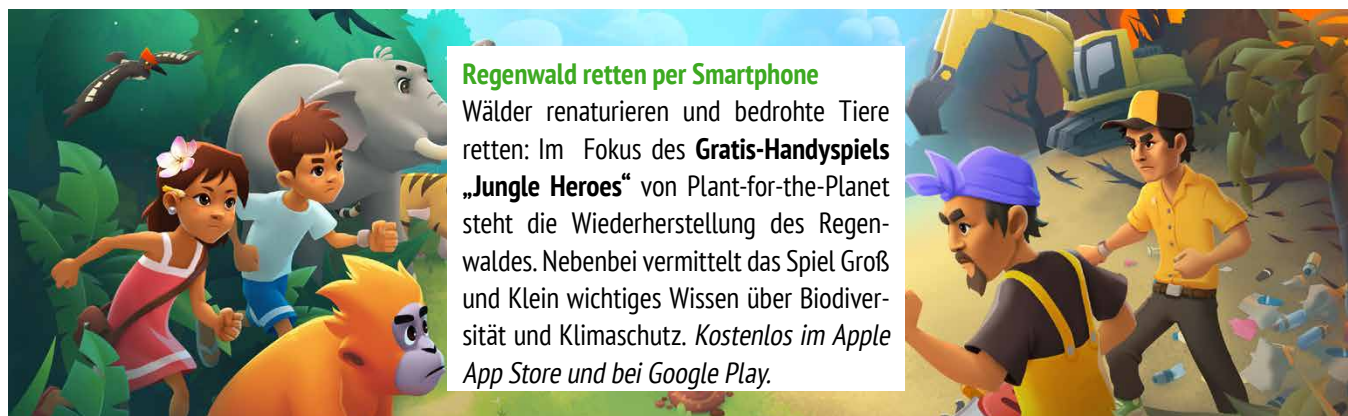 Regenwald retten per Smartphone
Wälder renaturieren und bedrohte Tiere
retten: Im Fokus des Gratis-Handyspiels
„Jungle Heroes“ von Plant-for-the-Planet
steht die Wiederherstellung des Regen-
waldes. Nebenbei vermittelt das Spiel Groß
und Klein wichtiges Wissen über Biodiver-
sität und Klimaschutz. Kostenlos im Apple
App Store und bei Google Play.